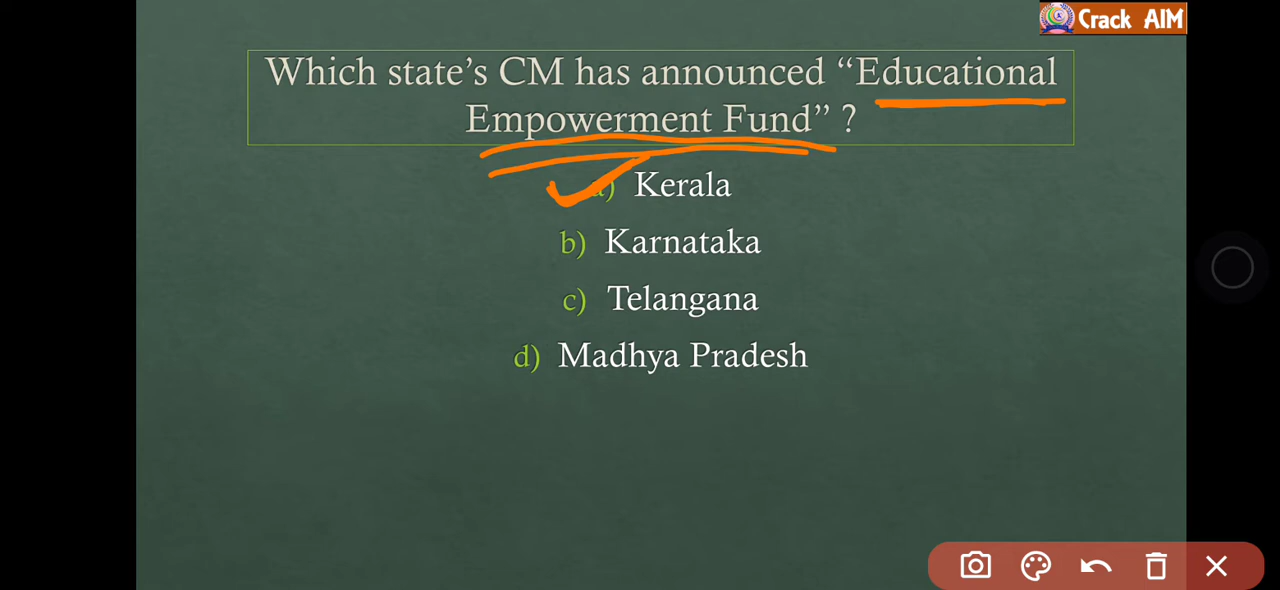 Crack AIM
Which state's CM has announced “Educational
Empowerment Fund” ?
a) Kerala
b) Karnataka
c) Telangana
d) Madhya Pradesh